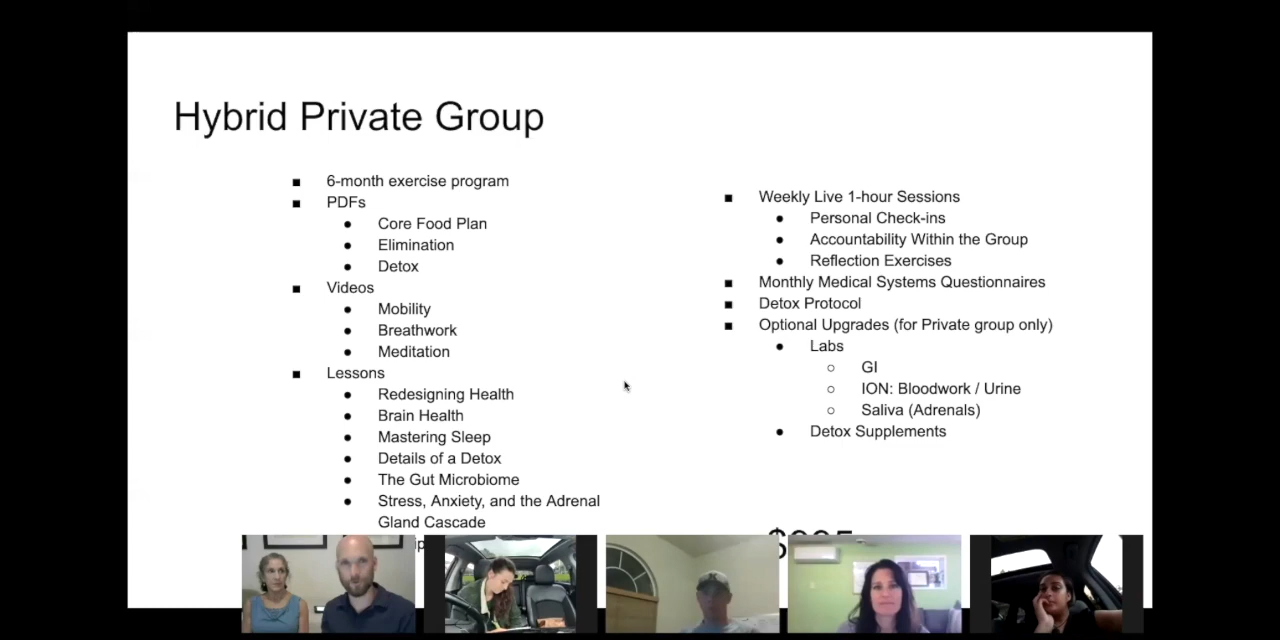 Hybrid Private Group
■ 6-month exercise program
■ PDFs
● Core Food Plan
● Elimination
● Detox
■ Videos
● Mobility
● Breathwork
● Meditation
■ Lessons
● Redesigning Health
● Brain Health
● Mastering Sleep
● Details of a Detox
● The Gut Microbiome
● Stress, Anxiety, and the Adrenal
Gland Cascade
■ Weekly Live 1-hour Sessions
● Personal Check-ins
● Accountability Within the Group
● Reflection Exercises
■ Monthly Medical Systems Questionnaires
■ Detox Protocol
■ Optional Upgrades (for Private group only)
● Labs
○ GI
○ ION: Bloodwork / Urine
○ Saliva (Adrenals)
● Detox Supplements